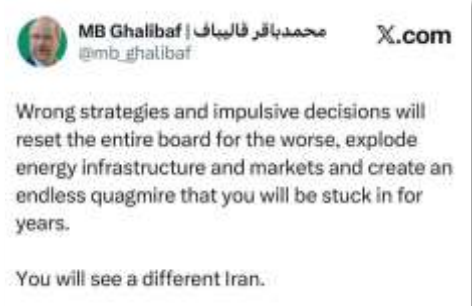 MB Ghalibaf | محمدباقر قالیباف
X.com
@mb_ghalibaf
Wrong strategies and impulsive decisions will
reset the entire board for the worse, explode
energy infrastructure and markets and create an
endless quagmire that you will be stuck in for
years.
You will see a different Iran.